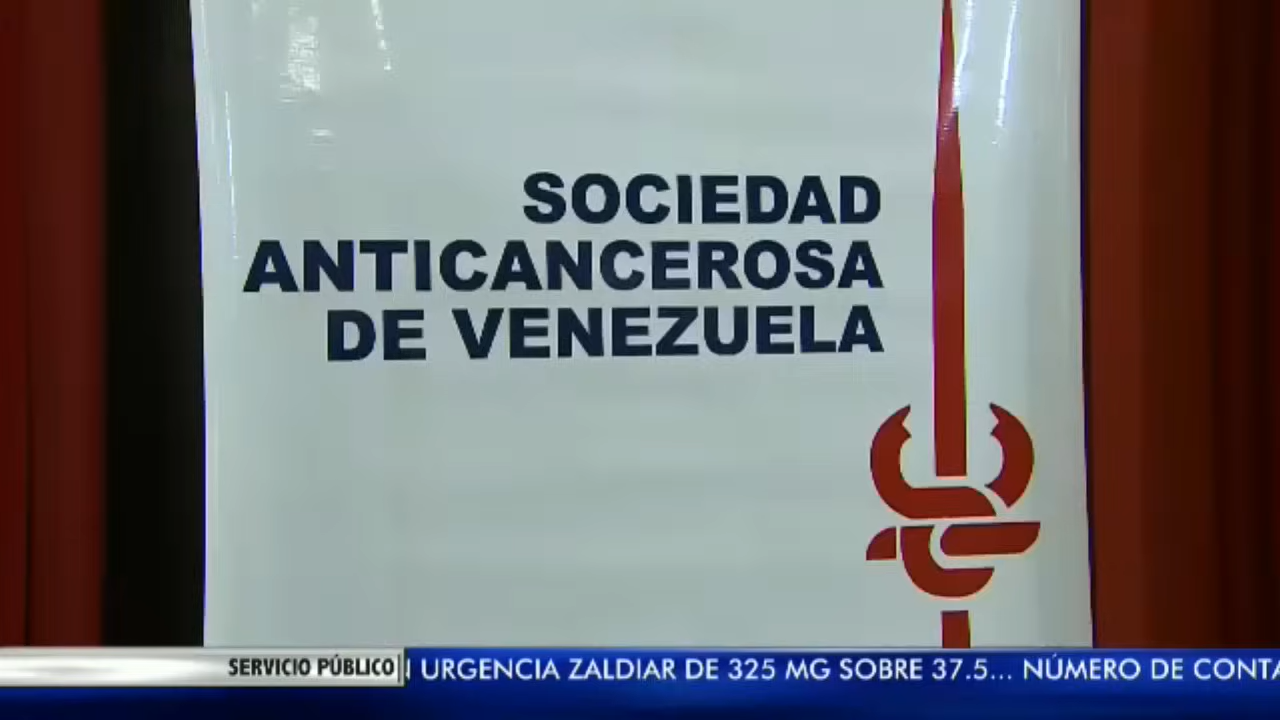 SOCIEDAD
ANTICANCEROSA
DE VENEZUELA
SERVICIO PÚBLICO
URGENCIA ZALDIAR DE 325 MG SOBRE 37.5... NÚMERO DE CONTA